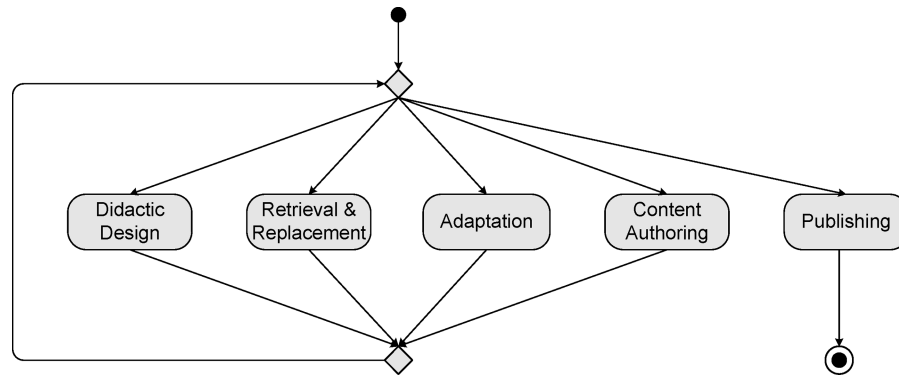 Didactic
Design
Retrieval &
Replacement
Adaptation
Content
Authoring
Publishing